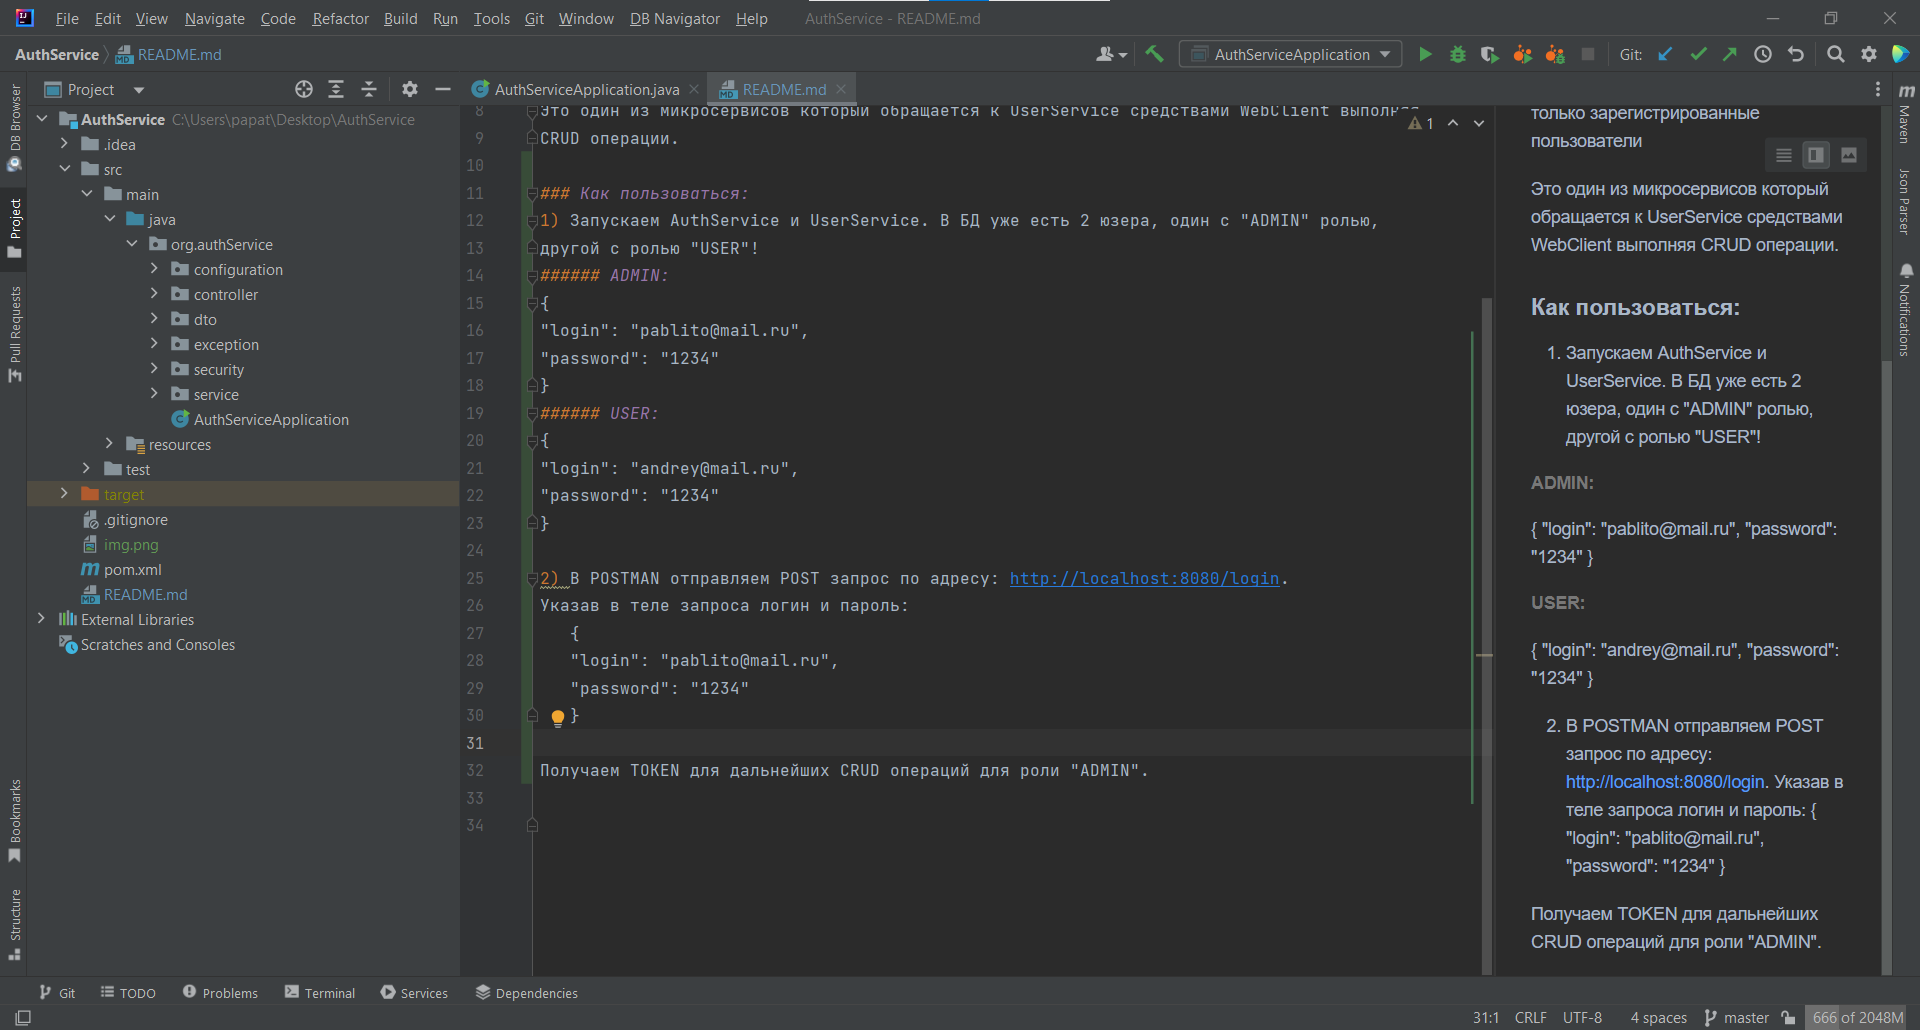 File Edit View Navigate Code Refactor Build Run Tools Git Window DB Navigator Help AuthService - README.md
AuthService README.md AuthServiceApplication Git:
Project AuthServiceApplication.java README.md
DB Browser
Project
Pull Requests
Bookmarks
Structure
AuthService C:\Users\papat\Desktop\AuthService
.idea
src
main
java
org.authService
configuration
controller
dto
exception
security
service
AuthServiceApplication
resources
test
target
.gitignore
img.png
pom.xml
README.md
External Libraries
Scratches and Consoles
1
8 Это один из микросервисов который обращается к UserService средствами WebClient выполняя
9 CRUD операции.
10
11 ### Как пользоваться:
12 1) Запускаем AuthService и UserService. В БД уже есть 2 юзера, один с "ADMIN" ролью,
13 другой с ролью "USER"!
14 ###### ADMIN:
15 {
16 "login": "pablito@mail.ru",
17 "password": "1234"
18 }
19 ###### USER:
20 {
21 "login": "andrey@mail.ru",
22 "password": "1234"
23 }
24
25 2) В POSTMAN отправляем POST запрос по адресу: http://localhost:8080/login.
26 Указав в теле запроса логин и пароль:
27 {
28 "login": "pablito@mail.ru",
29 "password": "1234"
30 }
31
32 Получаем TOKEN для дальнейших CRUD операций для роли "ADMIN".
33
34
только зарегистрированные
пользователи
Это один из микросервисов который
обращается к UserService средствами
WebClient выполняя CRUD операции.
Как пользоваться:
1. Запускаем AuthService и
UserService. В БД уже есть 2
юзера, один с "ADMIN" ролью,
другой с ролью "USER"!
ADMIN:
{ "login": "pablito@mail.ru", "password":
"1234" }
USER:
{ "login": "andrey@mail.ru", "password":
"1234" }
2. В POSTMAN отправляем POST
запрос по адресу:
http://localhost:8080/login. Указав в
теле запроса логин и пароль: {
"login": "pablito@mail.ru",
"password": "1234" }
Получаем TOKEN для дальнейших
CRUD операций для роли "ADMIN".
Maven
Json Parser
Notifications
Git TODO Problems Terminal Services Dependencies
31:1 CRLF UTF-8 4 spaces master 666 of 2048M